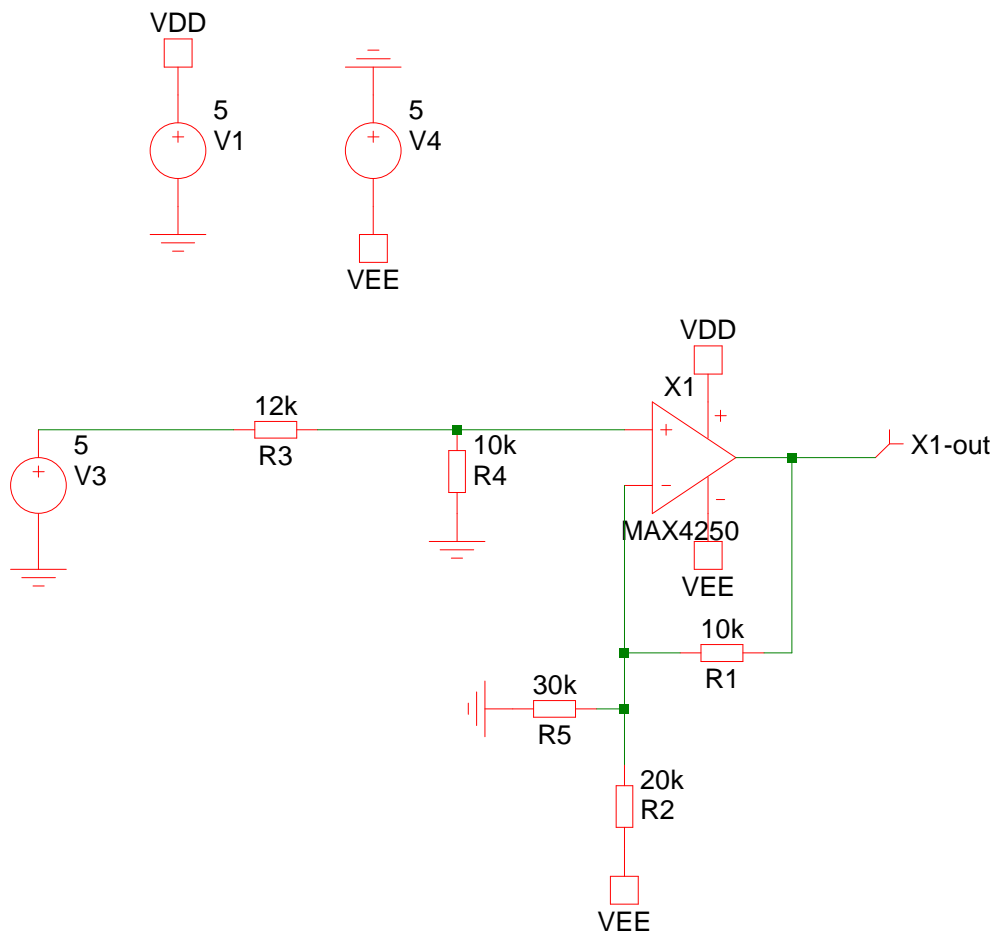 VDD
5
V1
5
V4
VEE
VDD
X1
12k
R3
10k
R4
5
V3
X1-out
MAX4250
VEE
10k
R1
30k
R5
20k
R2
VEE